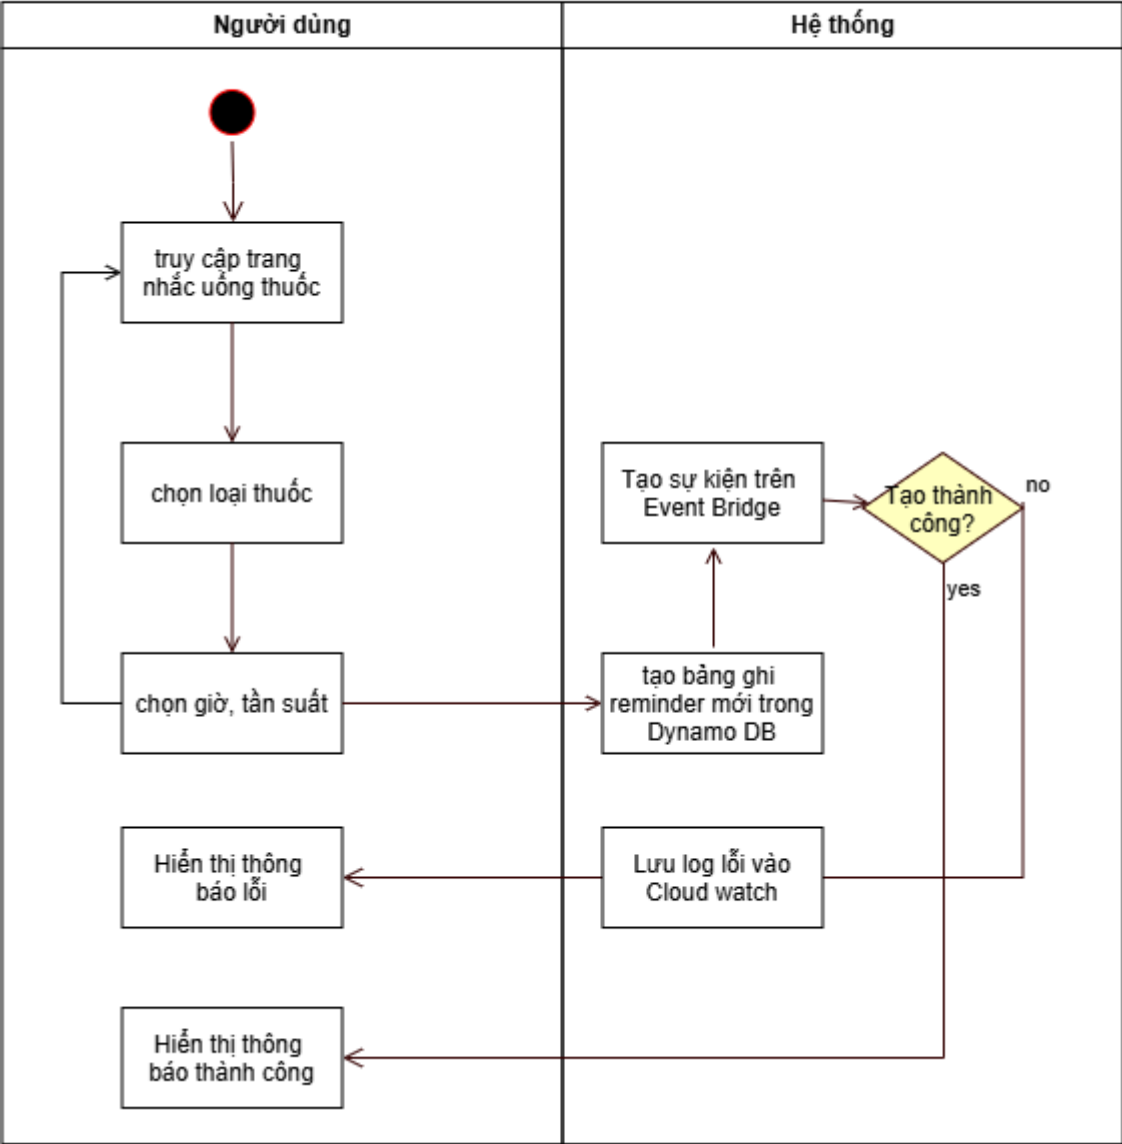 Người dùng
Hệ thống
truy cập trang
nhắc uống thuốc
chọn loại thuốc
Tạo sự kiện trên
Event Bridge
Tạo thành
công?
no
yes
chọn giờ, tần suất
tạo bảng ghi
reminder mới trong
Dynamo DB
Hiển thị thông
báo lỗi
Lưu log lỗi vào
Cloud watch
Hiển thị thông
báo thành công